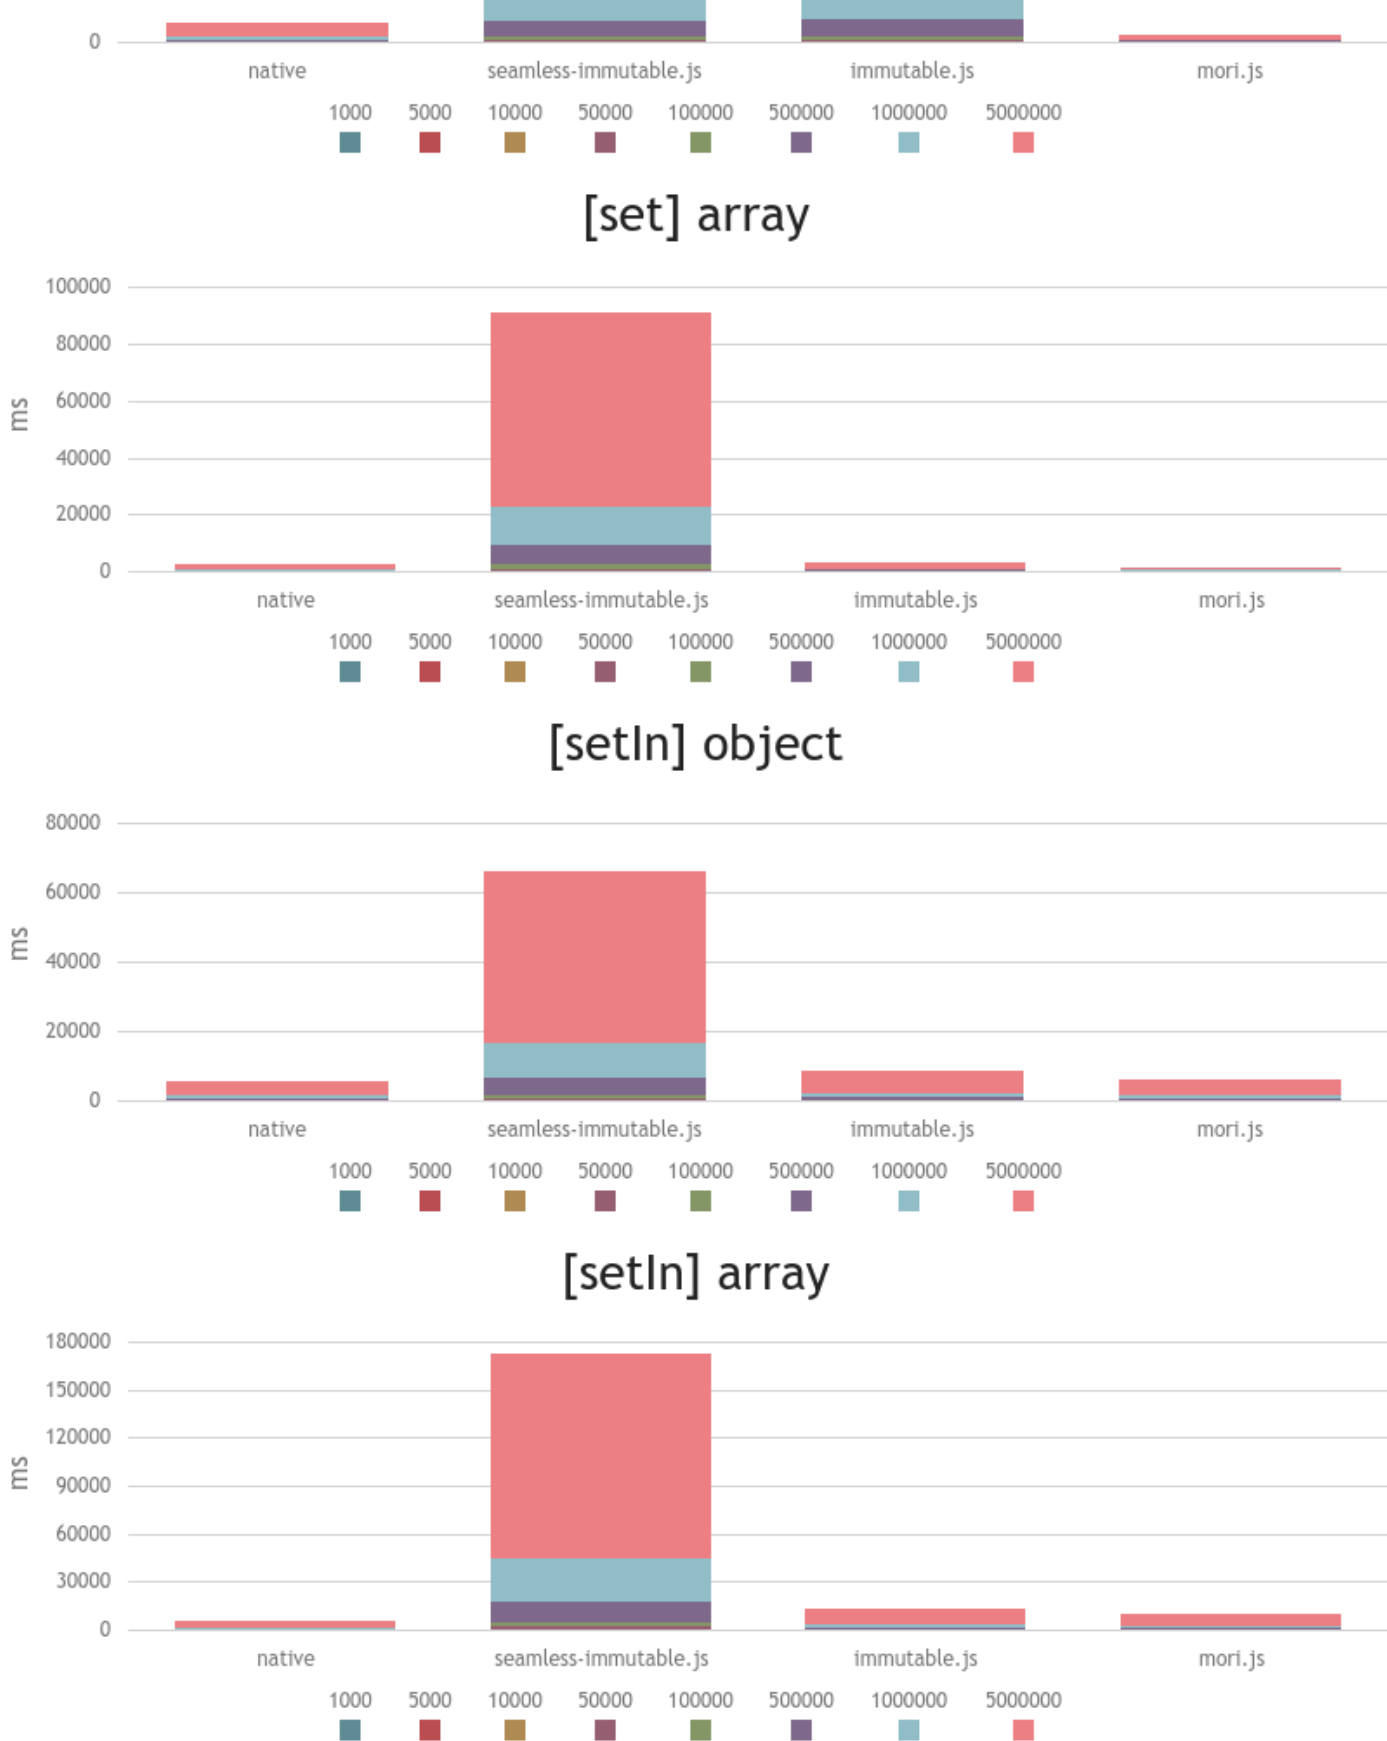 0
native seamless-immutable.js immutable.js mori.js
1000 5000 10000 50000 100000 500000 1000000 5000000
[set] array
100000
80000
60000
ms
40000
20000
0
native seamless-immutable.js immutable.js mori.js
1000 5000 10000 50000 100000 500000 1000000 5000000
[setIn] object
80000
60000
ms
40000
20000
0
native seamless-immutable.js immutable.js mori.js
1000 5000 10000 50000 100000 500000 1000000 5000000
[setIn] array
180000
150000
120000
ms
90000
60000
30000
0
native seamless-immutable.js immutable.js mori.js
1000 5000 10000 50000 100000 500000 1000000 5000000